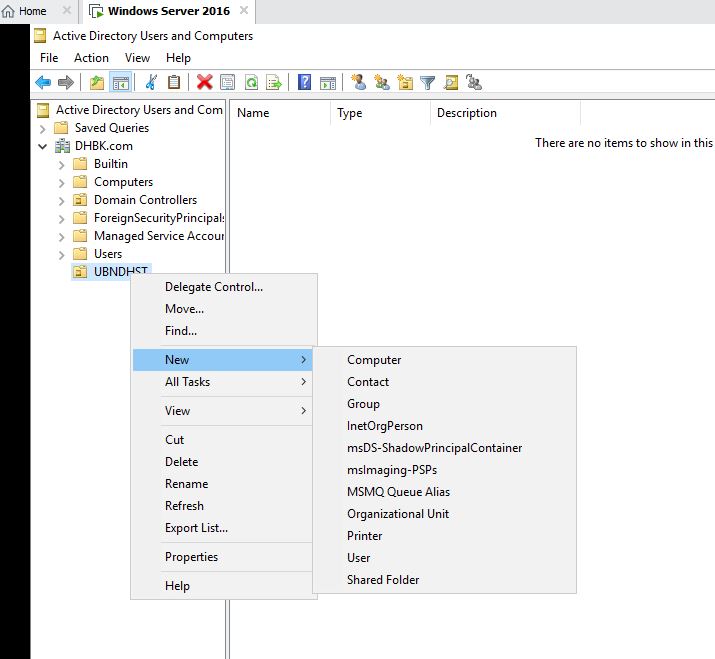 Home
Windows Server 2016
Active Directory Users and Computers
File Action View Help
Active Directory Users and Com
Saved Queries
DHBK.com
Builtin
Computers
Domain Controllers
ForeignSecurityPrincipals
Managed Service Accour
Users
UBNDHST
Name Type Description
There are no items to show in this
Delegate Control...
Move...
Find...
New
All Tasks
View
Cut
Delete
Rename
Refresh
Export List...
Properties
Help
Computer
Contact
Group
InetOrgPerson
msDS-ShadowPrincipalContainer
msImaging-PSPs
MSMQ Queue Alias
Organizational Unit
Printer
User
Shared Folder